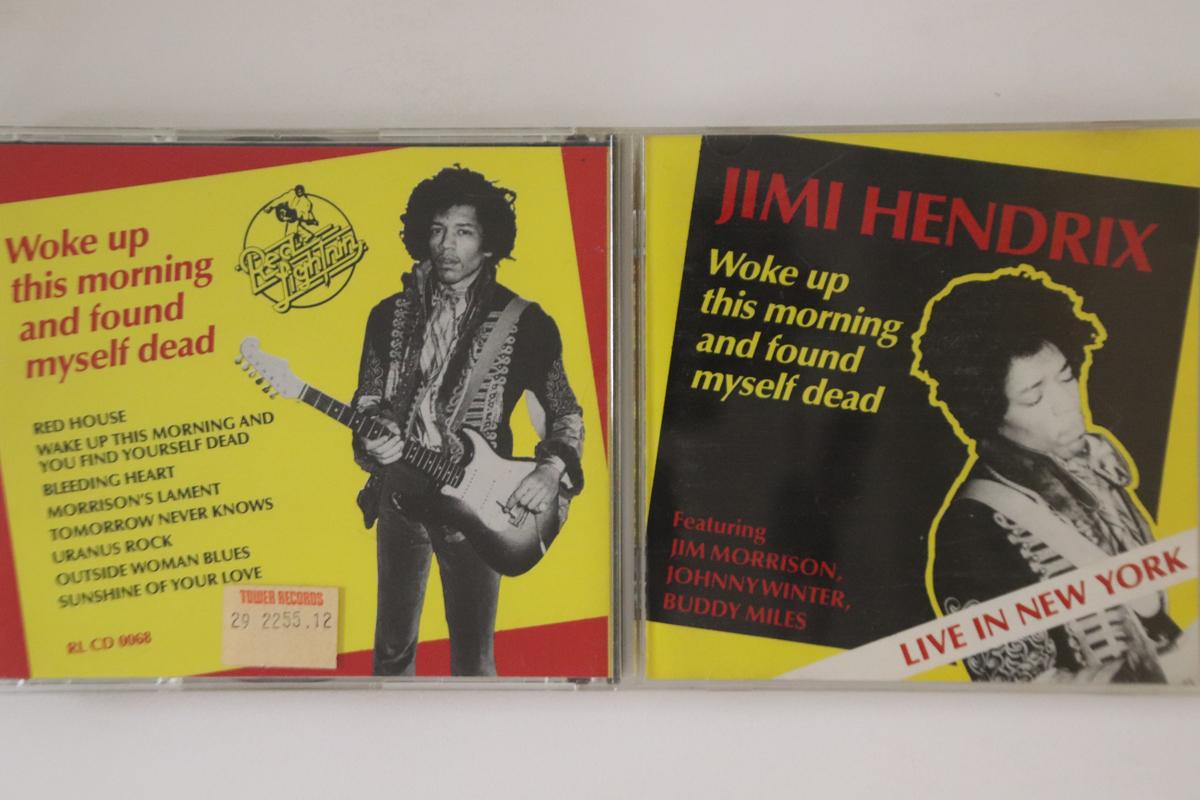 Woke up
this morning
and found
myself dead
Red
Lightnin'
RED HOUSE
WAKE UP THIS MORNING AND
YOU FIND YOURSELF DEAD
BLEEDING HEART
MORRISON'S LAMENT
TOMORROW NEVER KNOWS
URANUS ROCK
OUTSIDE WOMAN BLUES
SUNSHINE OF YOUR LOVE
RL CD 0068
TOWER RECORDS
29 2255.12
JIMI HENDRIX
Woke up
this morning
and found
myself dead
Featuring
JIM MORRISON,
JOHNNY WINTER,
BUDDY MILES
LIVE IN NEW YORK